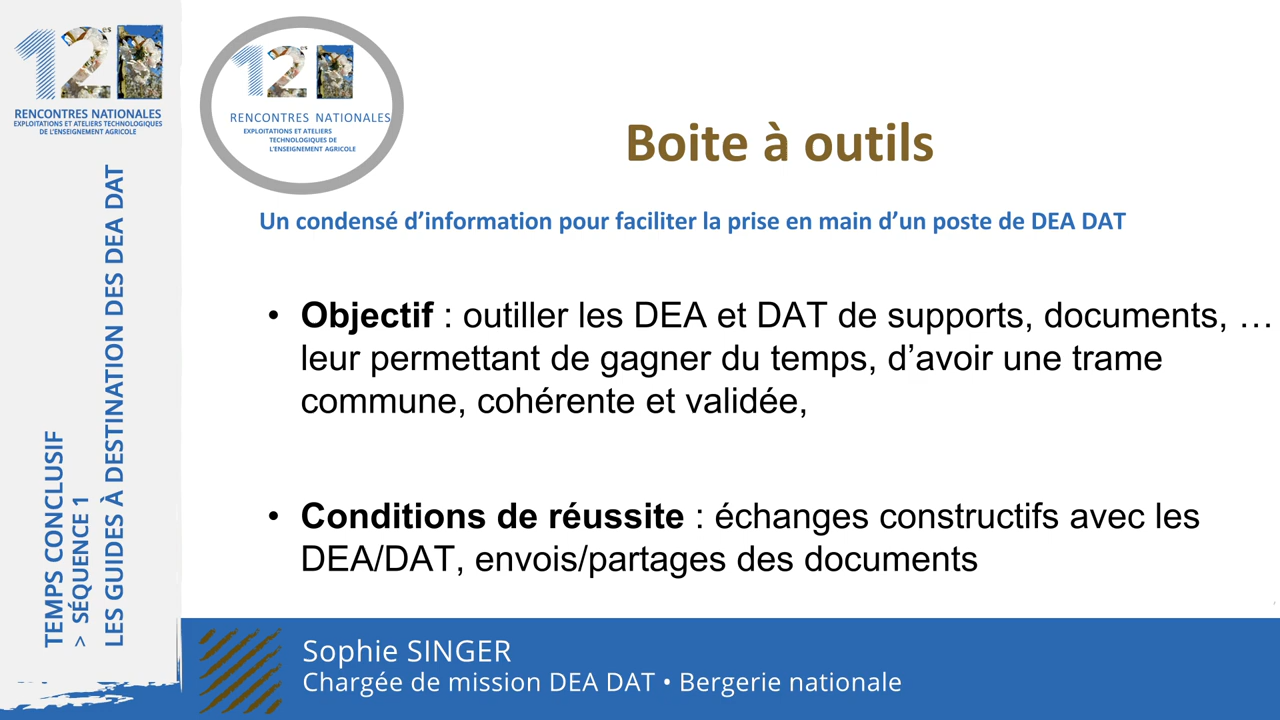 12es
RENCONTRES NATIONALES
EXPLOITATIONS ET ATELIERS TECHNOLOGIQUES
DE L'ENSEIGNEMENT AGRICOLE
TEMPS CONCLUSIF
> SÉQUENCE 1
LES GUIDES À DESTINATION DES DEA DAT
12es
RENCONTRES NATIONALES
EXPLOITATIONS ET ATELIERS
TECHNOLOGIQUES DE
L'ENSEIGNEMENT AGRICOLE
Boite à outils
Un condensé d'information pour faciliter la prise en main d'un poste de DEA DAT
• Objectif : outiller les DEA et DAT de supports, documents, …
leur permettant de gagner du temps, d'avoir une trame
commune, cohérente et validée,
• Conditions de réussite : échanges constructifs avec les
DEA/DAT, envois/partages des documents
Sophie SINGER
Chargée de mission DEA DAT • Bergerie nationale